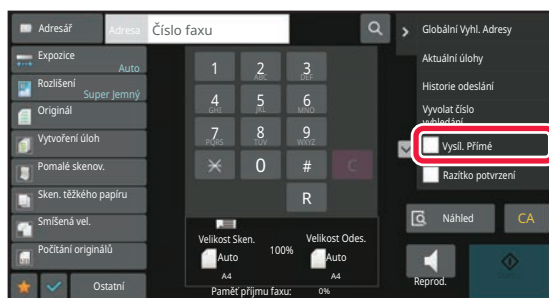 Adresář
Adresa
Číslo faxu
Globální Vyhl. Adresy
Expozice
Auto
Aktuální úlohy
Rozlišení
Super Jemný
Historie odeslání
Originál
Vyvolat číslo
vyhledání
Vytvoření úloh
Vysíl. Přímé
Pomalé skenov.
Razítko potvrzení
Sken. těžkého papíru
Smíšená vel.
Počítání originálů
Ostatní
1
2
ABC
3
DEF
4
GHI
5
JKL
6
MNO
7
PQRS
8
TUV
9
WXYZ
0
#
C
R
Velikost Sken.
Auto
A4
100%
Velikost Odes.
Auto
A4
Paměť příjmu faxu:
0%
Náhled
CA
Reprod.